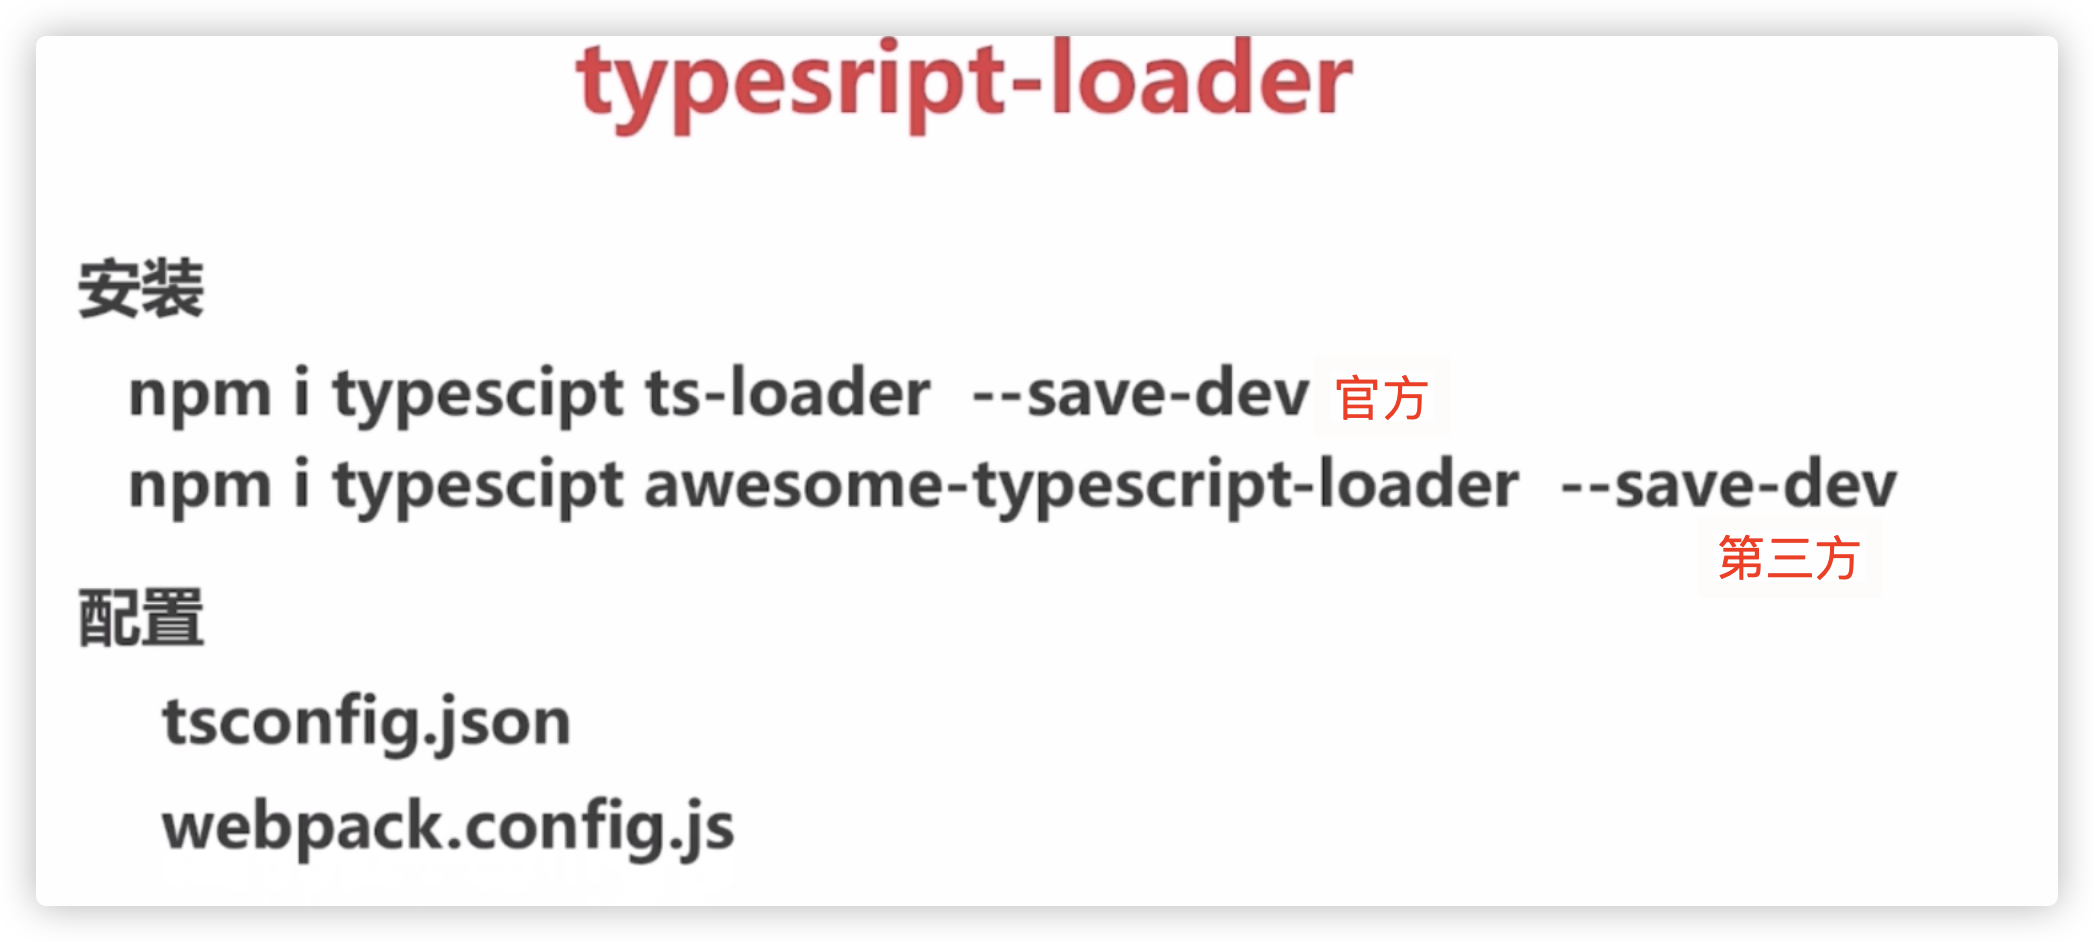 typesript-loader
安装
npm i typescipt ts-loader --save-dev 官方
npm i typescipt awesome-typescript-loader --save-dev
第三方
配置
tsconfig.json
webpack.config.js